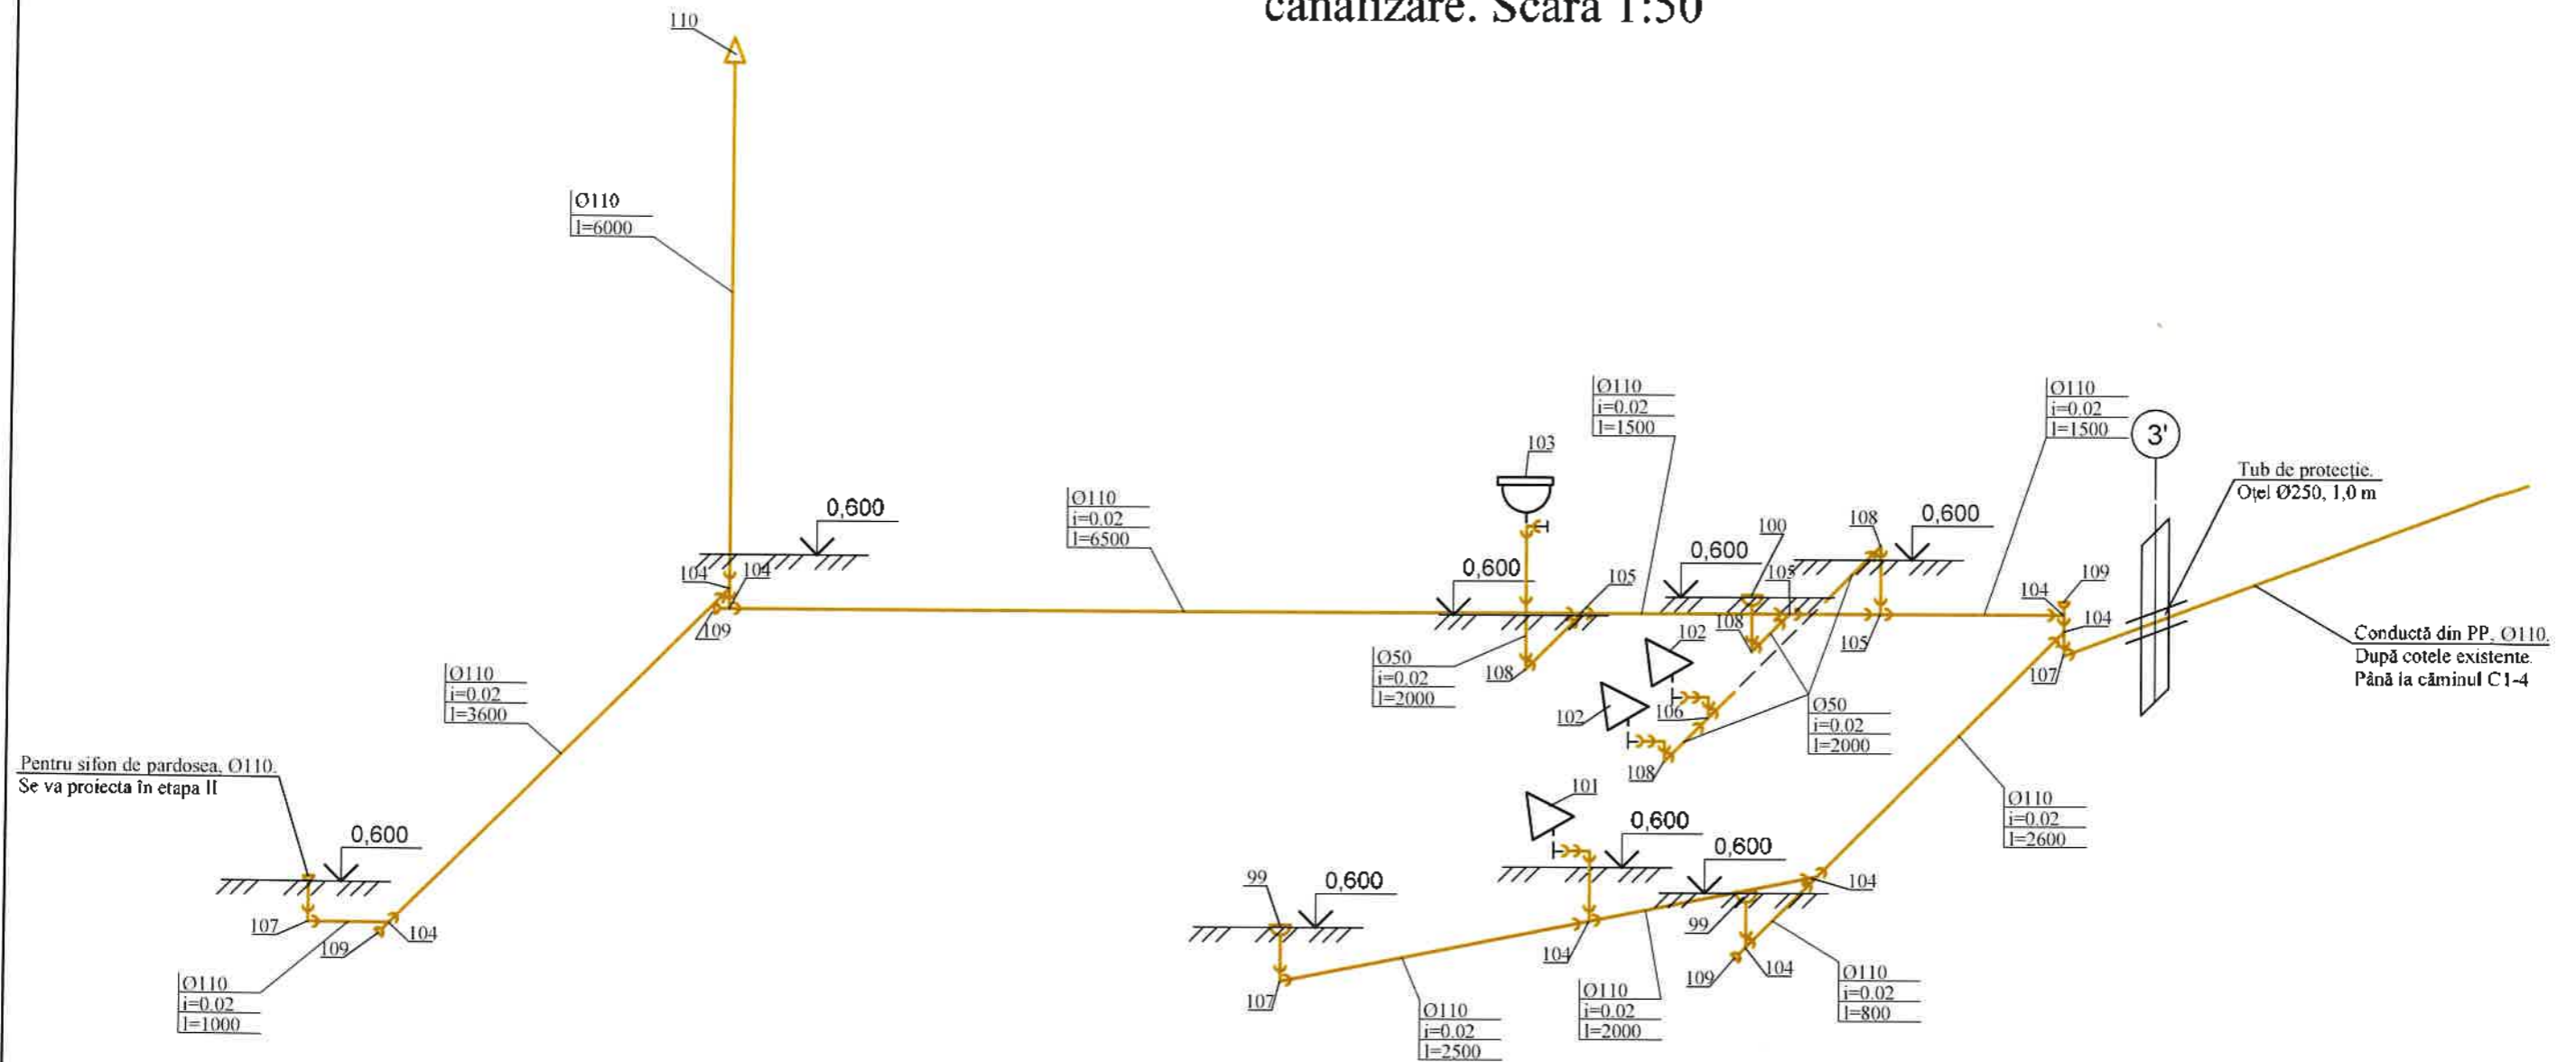 canalizare. Scara 1:50
110
Ø110
l=6000
0,600
104
104
109
Ø110
i=0.02
l=6500
Ø110
i=0.02
l=3600
Pentru sifon de pardosea, Ø110.
Se va proiecta în etapa II
0,600
107
109
104
Ø110
i=0.02
l=1000
103
Ø110
i=0.02
l=1500
Ø110
i=0.02
l=1500
3'
Tub de protecție.
Oțel Ø250, 1,0 m
0,600
105
0,600
100
105
108
0,600
108
105
Ø50
i=0.02
l=2000
108
102
102
106
108
Ø50
i=0.02
l=2000
104
109
104
107
Conductă din PP, Ø110.
După cotele existente.
Până la căminul C1-4
101
0,600
0,600
Ø110
i=0.02
l=2600
99
0,600
107
104
99
104
109
104
Ø110
i=0.02
l=2500
Ø110
i=0.02
l=2000
Ø110
i=0.02
l=800